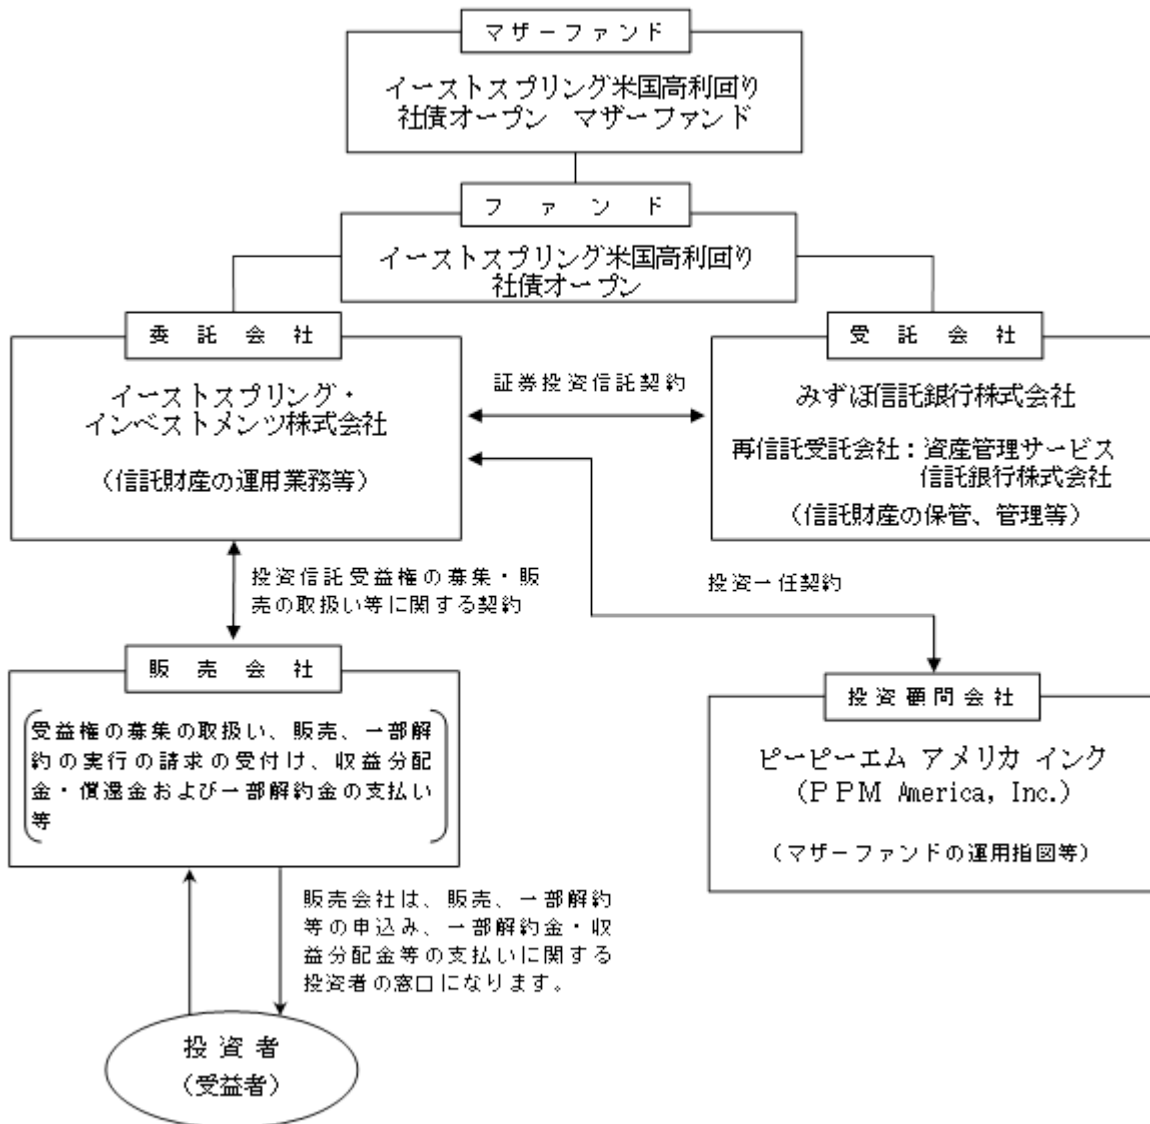 マザーファンド
イーストスプリング米国高利回り
社債オープン　マザーファンド
ファンド
イーストスプリング米国高利回り
社債オープン
委託会社
イーストスプリング・
インベストメンツ株式会社
（信託財産の運用業務等）
証券投資信託契約
受託会社
みずほ信託銀行株式会社
再信託受託会社：資産管理サービス
信託銀行株式会社
（信託財産の保管、管理等）
投資信託受益権の募集・販
売の取扱い等に関する契約
投資一任契約
販売会社
受益権の募集の取扱い、販売、一部解
約の実行の請求の受付け、収益分配
金・償還金および一部解約金の支払い
等
投資顧問会社
ピーピーエム アメリカ インク
（ＰＰＭ America, Inc.）
（マザーファンドの運用指図等）
販売会社は、販売、一部解約
等の申込み、一部解約金・収
益分配金等の支払いに関する
投資者の窓口になります。
投資者
（受益者）